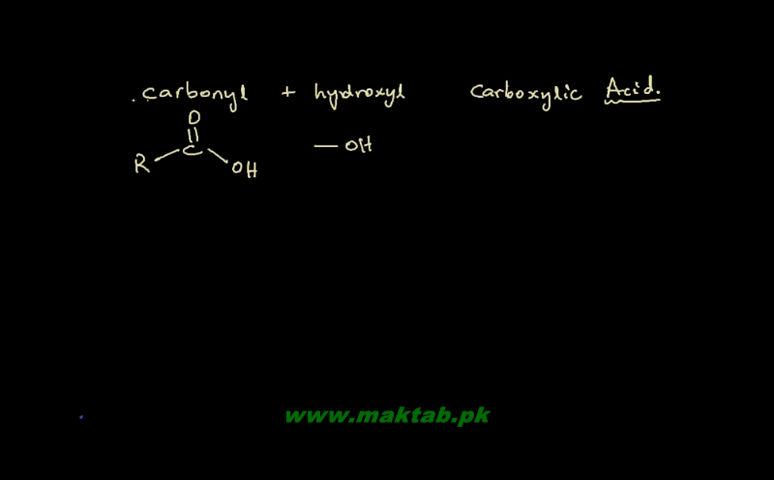 .carbonyl + hydroxyl Carboxylic Acid.
O
C — OH
R OH
www.maktab.pk